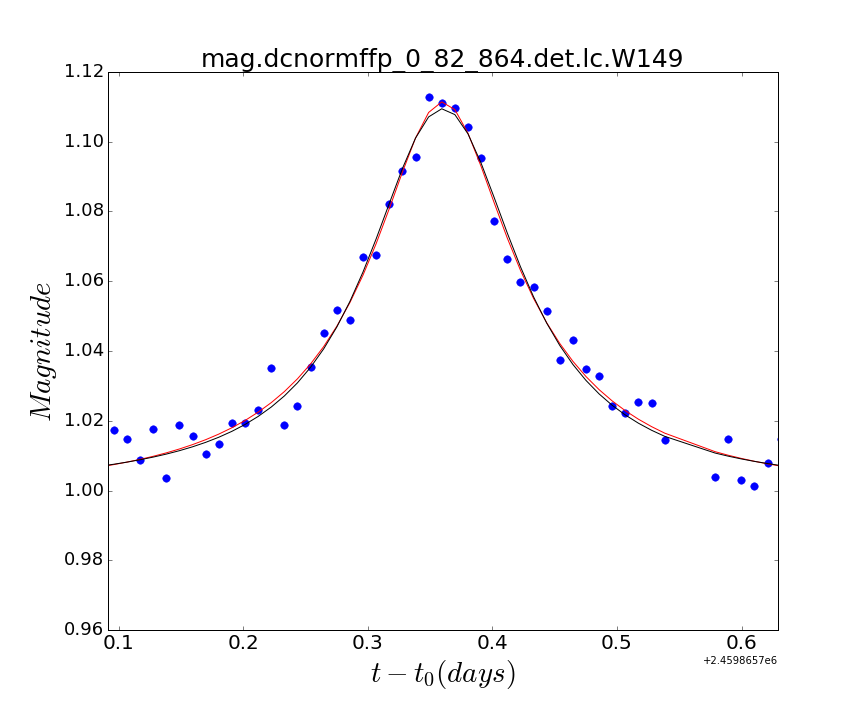 mag.dcnormffp_0_82_864.det.lc.W149
1.12
1.10
1.08
1.06
1.04
1.02
1.00
0.98
0.96
Magnitude
0.1 0.2 0.3 0.4 0.5 0.6
+2.4598657e6
t − t₀(days)